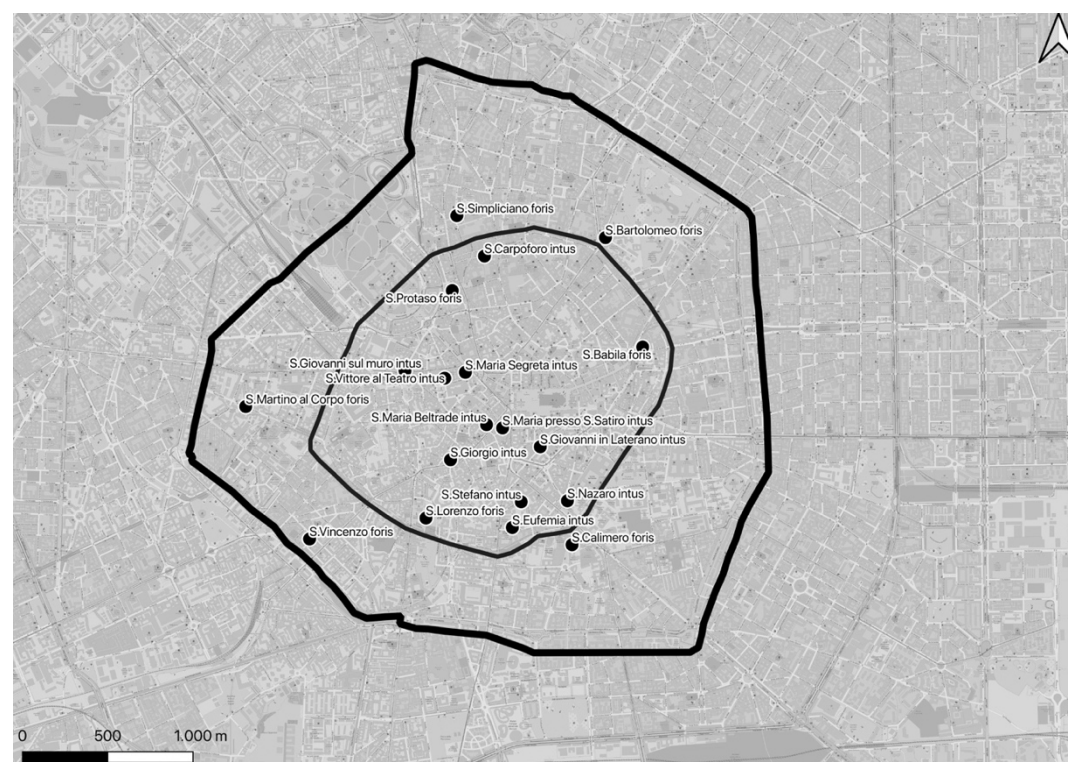 S.Simpliciano foris
S.Bartolomeo foris
S.Carpoforo intus
S.Protaso foris
S.Babila foris
S.Giovanni sul muro intus
S.Maria Segreta intus
S.Vittore al Teatro intus
S.Martino al Corpo foris
S.Maria Beltrade intus
S.Maria presso S.Satiro intus
S.Giovanni in Laterano intus
S.Giorgio intus
S.Stefano intus
S.Nazaro intus
S.Lorenzo foris
S.Eufemia intus
S.Vincenzo foris
S.Calimero foris
0 500 1.000 m